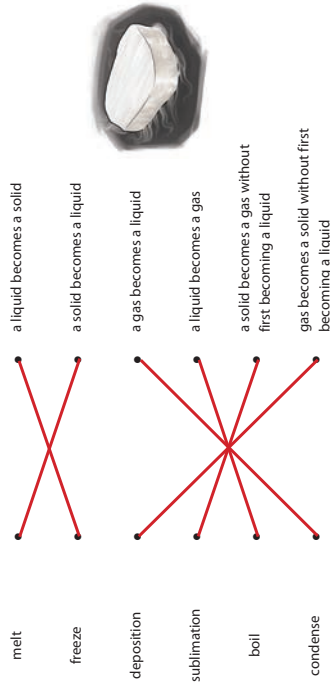 melt
freeze
deposition
sublimation
boil
condense
a liquid becomes a solid
a solid becomes a liquid
a gas becomes a liquid
a liquid becomes a gas
a solid becomes a gas without
first becoming a liquid
gas becomes a solid without first
becoming a liquid